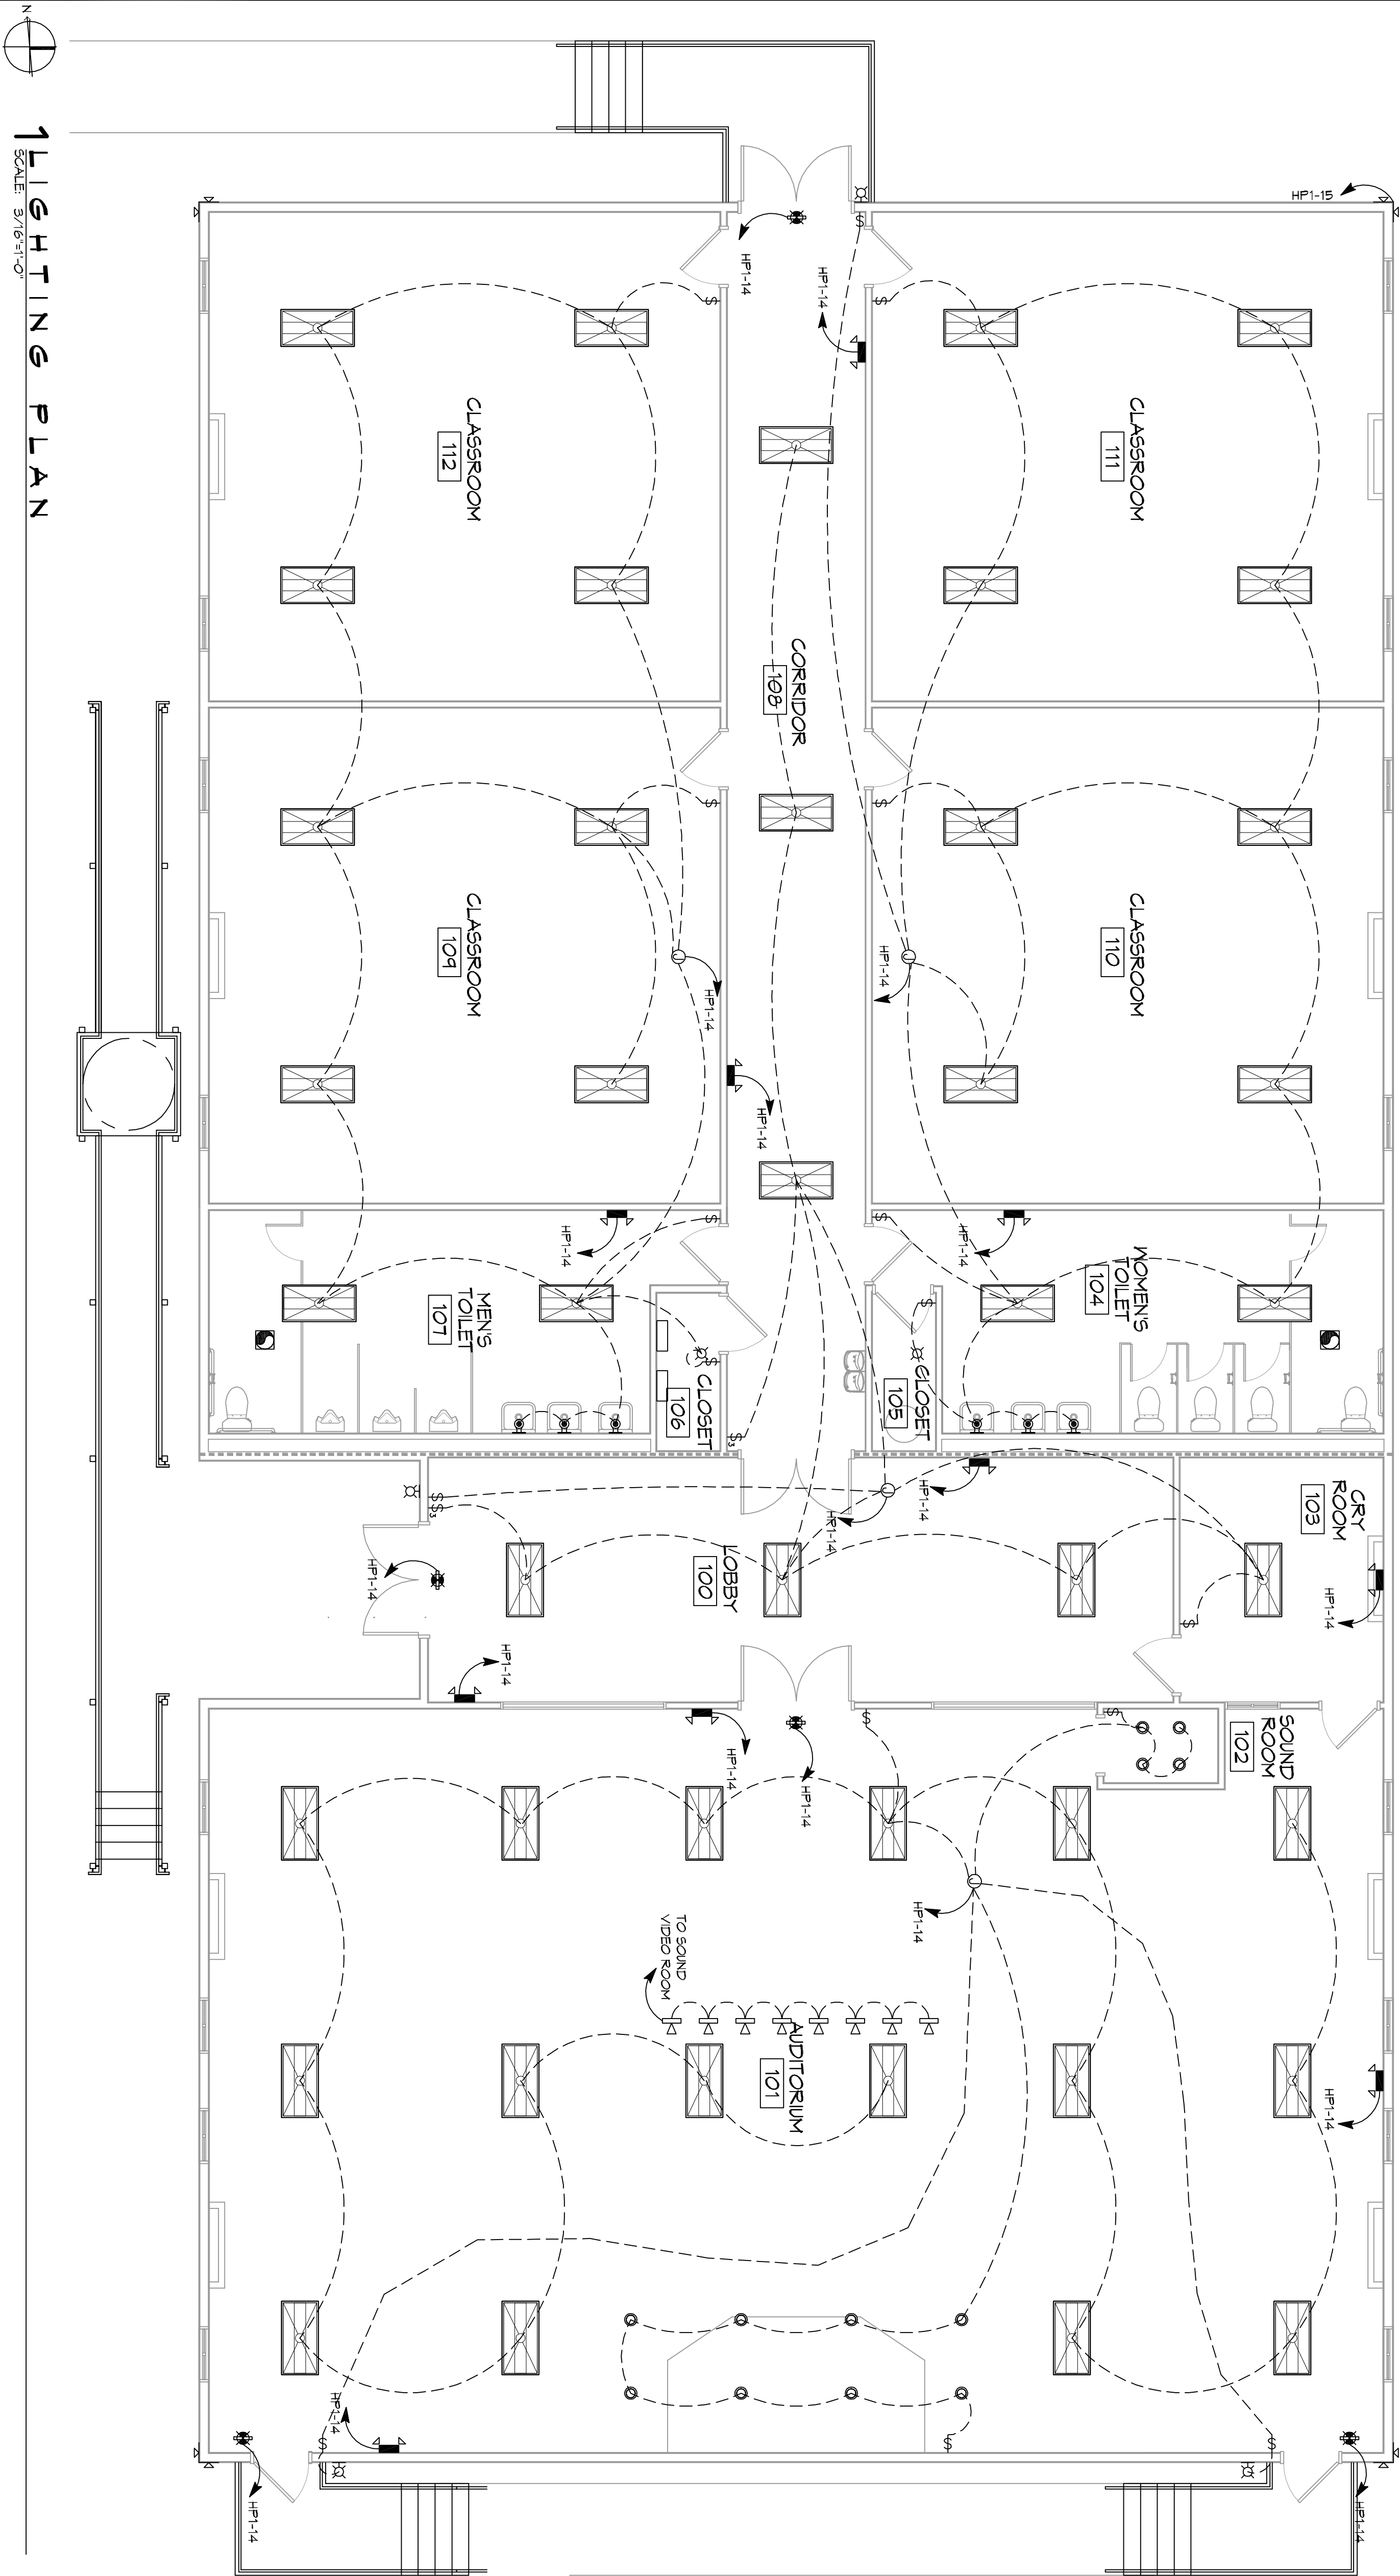 N
1 LIGHTING PLAN
SCALE: 3/16"=1'-0"
HP1-15
HP1-14
HP1-14
S
S
S
CLASSROOM
112
CLASSROOM
111
CORRIDOR
108
S
S
CLASSROOM
109
CLASSROOM
110
J
HP1-14
J
HP1-14
HP1-14
S
S
HP1-14
HP1-14
MEN'S
TOILET
107
WOMEN'S
TOILET
104
S
S
CLOSET
106
CLOSET
105
S3
S
S3
J
HP1-14
HP1-14
CRY
ROOM
103
HP1-14
LOBBY
100
HP1-14
S
HP1-14
HP1-14
HP1-14
S
S
SOUND
ROOM
102
J
HP1-14
TO SOUND
VIDEO ROOM
AUDITORIUM
101
HP1-14
HP1-14
S
S
S
HP1-14
HP1-14